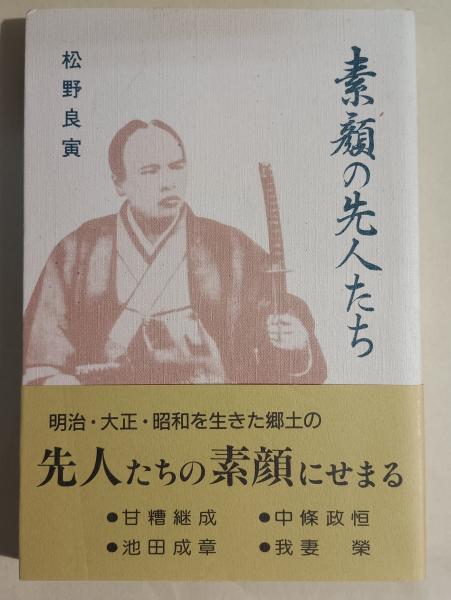 素顔の先人たち
松野良寅
明治・大正・昭和を生きた郷土の
先人たちの素顔にせまる
●甘糟継成 ●中條政恒
●池田成章 ●我妻 榮